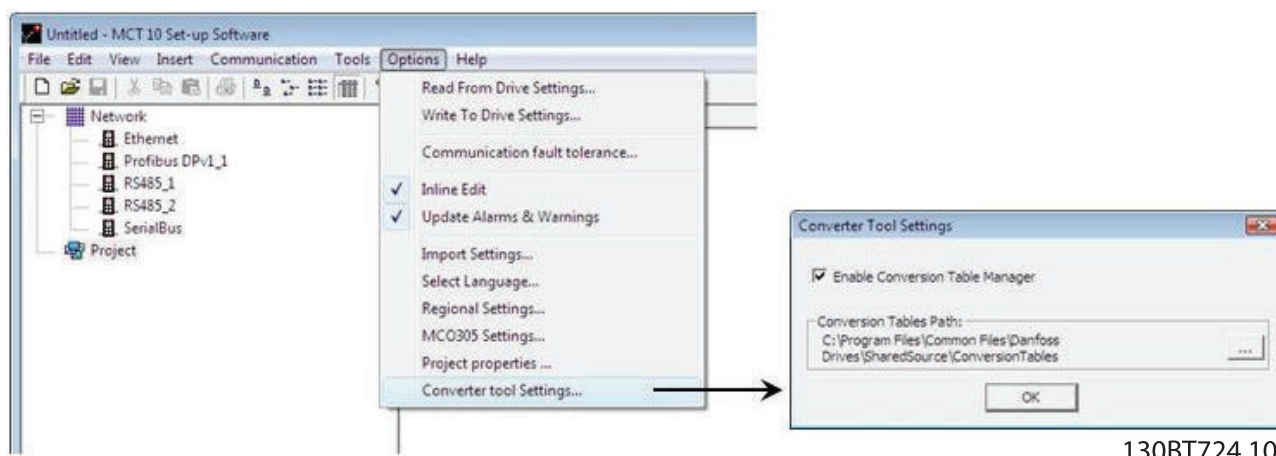 Untitled - MCT 10 Set-up Software
File Edit View Insert Communication Tools Options Help
Network
Ethernet
Profibus DPv1_1
RS485_1
RS485_2
SerialBus
Project
Read From Drive Settings...
Write To Drive Settings...
Communication fault tolerance...
Inline Edit
Update Alarms & Warnings
Import Settings...
Select Language...
Regional Settings...
MCO305 Settings...
Project properties ...
Converter tool Settings...
Converter Tool Settings
Enable Conversion Table Manager
Conversion Tables Path:
C:\Program Files\Common Files\Danfoss
Drives\SharedSource\ConversionTables
...
OK
130BT724.10